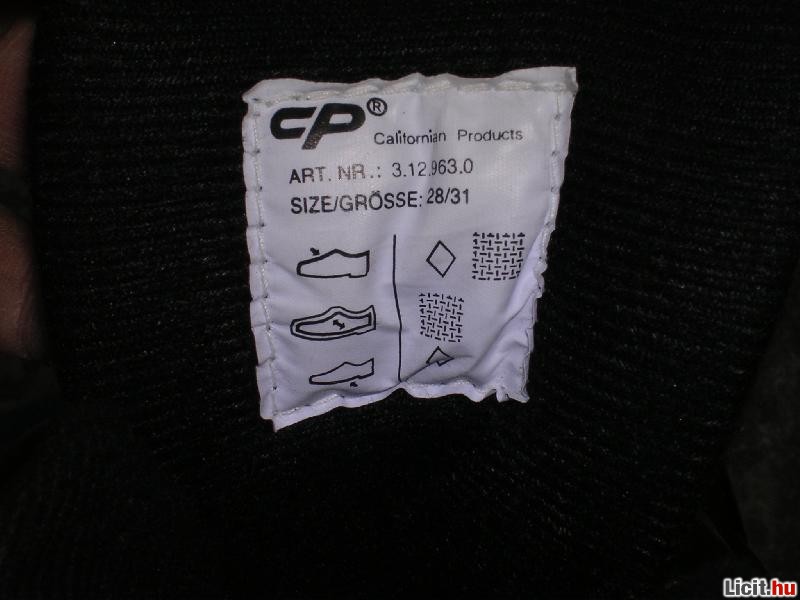 CP® Californian Products
ART. NR.: 3.12.963.0
SIZE/GRÖSSE: 28/31
Licit.hu